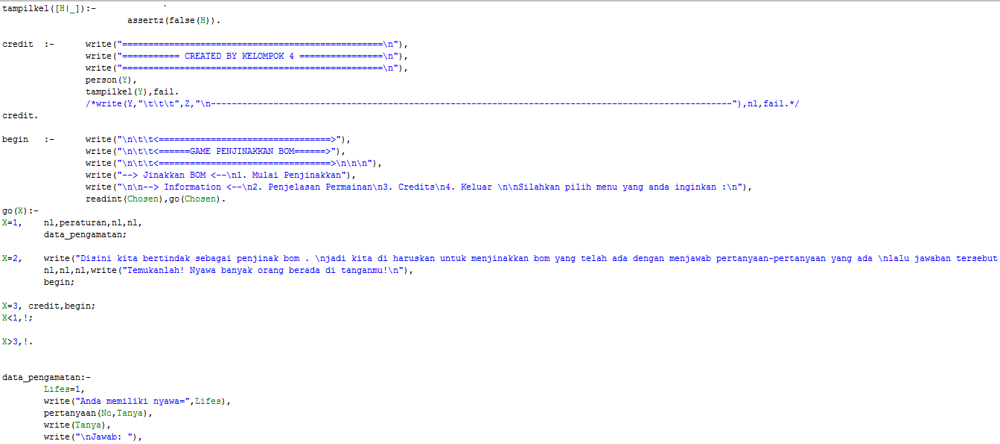 tampilkel([H|_]):-
assertz(false(H)).
credit :- write("==================================================\n"),
write("=========== CREATED BY KELOMPOK 4 ================\n"),
write("==================================================\n"),
person(Y),
tampilkel(Y),fail.
/*write(Y,"\t\t\t",Z,"\n----------------------------------------------------------------------------------------------------"),nl,fail.*/
credit.
begin :- write("\n\t\t<=================================>"),
write("\n\t\t<======GAME PENJINAKKAN BOM======>"),
write("\n\t\t<=================================>\n\n\n"),
write("--> Jinakkan BOM <--\n1. Mulai Penjinakkan"),
write("\n\n--> Information <--\n2. Penjelasan Permainan\n3. Credits\n4. Keluar \n\nSilahkan pilih menu yang anda inginkan :\n"),
readint(Chosen),go(Chosen).
go(X):-
X=1, nl,peraturan,nl,nl,
data_pengamatan;
X=2, write("Disini kita bertindak sebagai penjinak bom . \njadi kita di haruskan untuk menjinakkan bom yang telah ada dengan menjawab pertanyaan-pertanyaan yang ada \nlalu jawaban tersebut
nl,nl,nl,write("Temukanlah! Nyawa banyak orang berada di tanganmu!\n"),
begin;
X=3, credit,begin;
X<1,!;
X>3,!.
data_pengamatan:-
Lifes=1,
write("Anda memiliki nyawa=",Lifes),
pertanyaan(No,Tanya),
write(Tanya),
write("\nJawab: "),